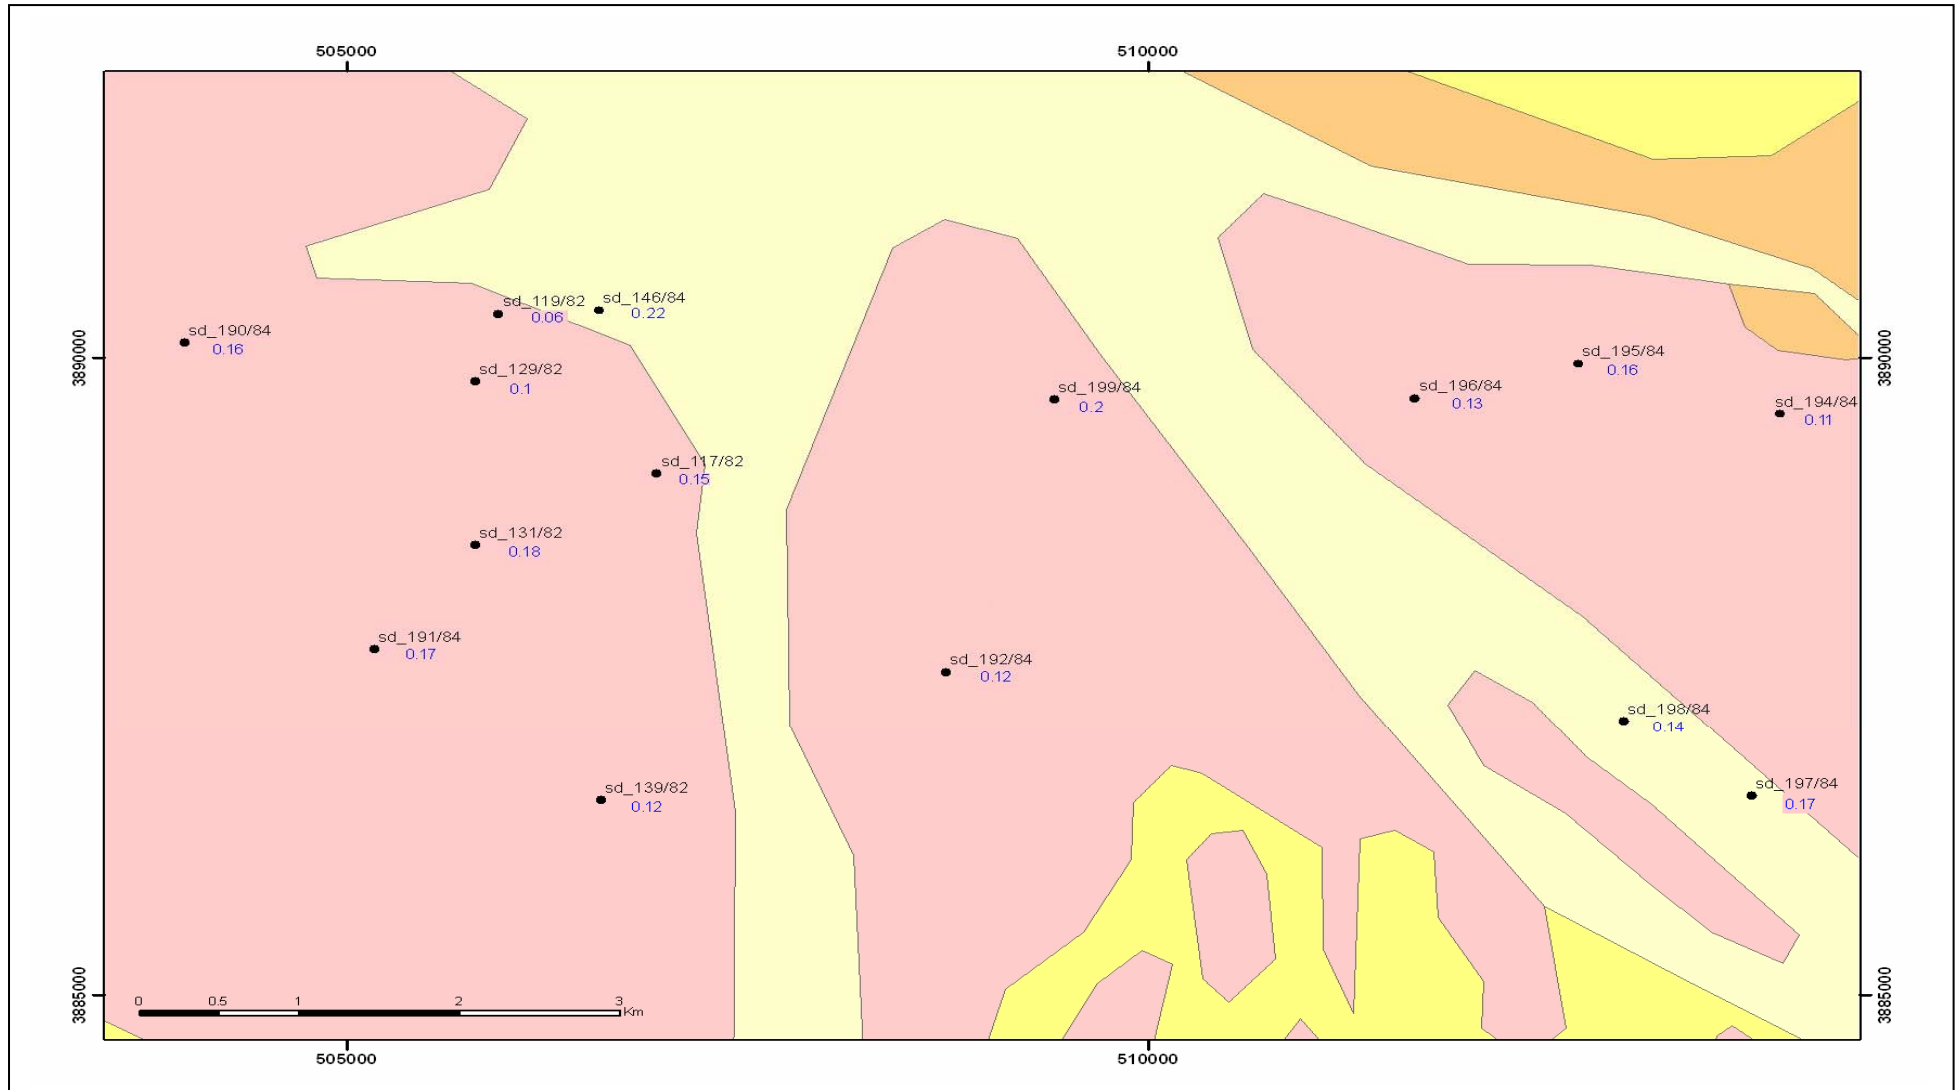 505000 510000
sd_119/82
0.06
sd_146/84
0.22
sd_190/84
0.16
3890000
3890000
sd_129/82
0.1
sd_199/84
0.2
sd_196/84
0.13
sd_195/84
0.16
sd_194/84
0.11
sd_117/82
0.15
sd_131/82
0.18
sd_191/84
0.17
sd_192/84
0.12
sd_198/84
0.14
sd_139/82
0.12
sd_197/84
0.17
3885000
3885000
0 0.5 1 2 3
Km
505000 510000